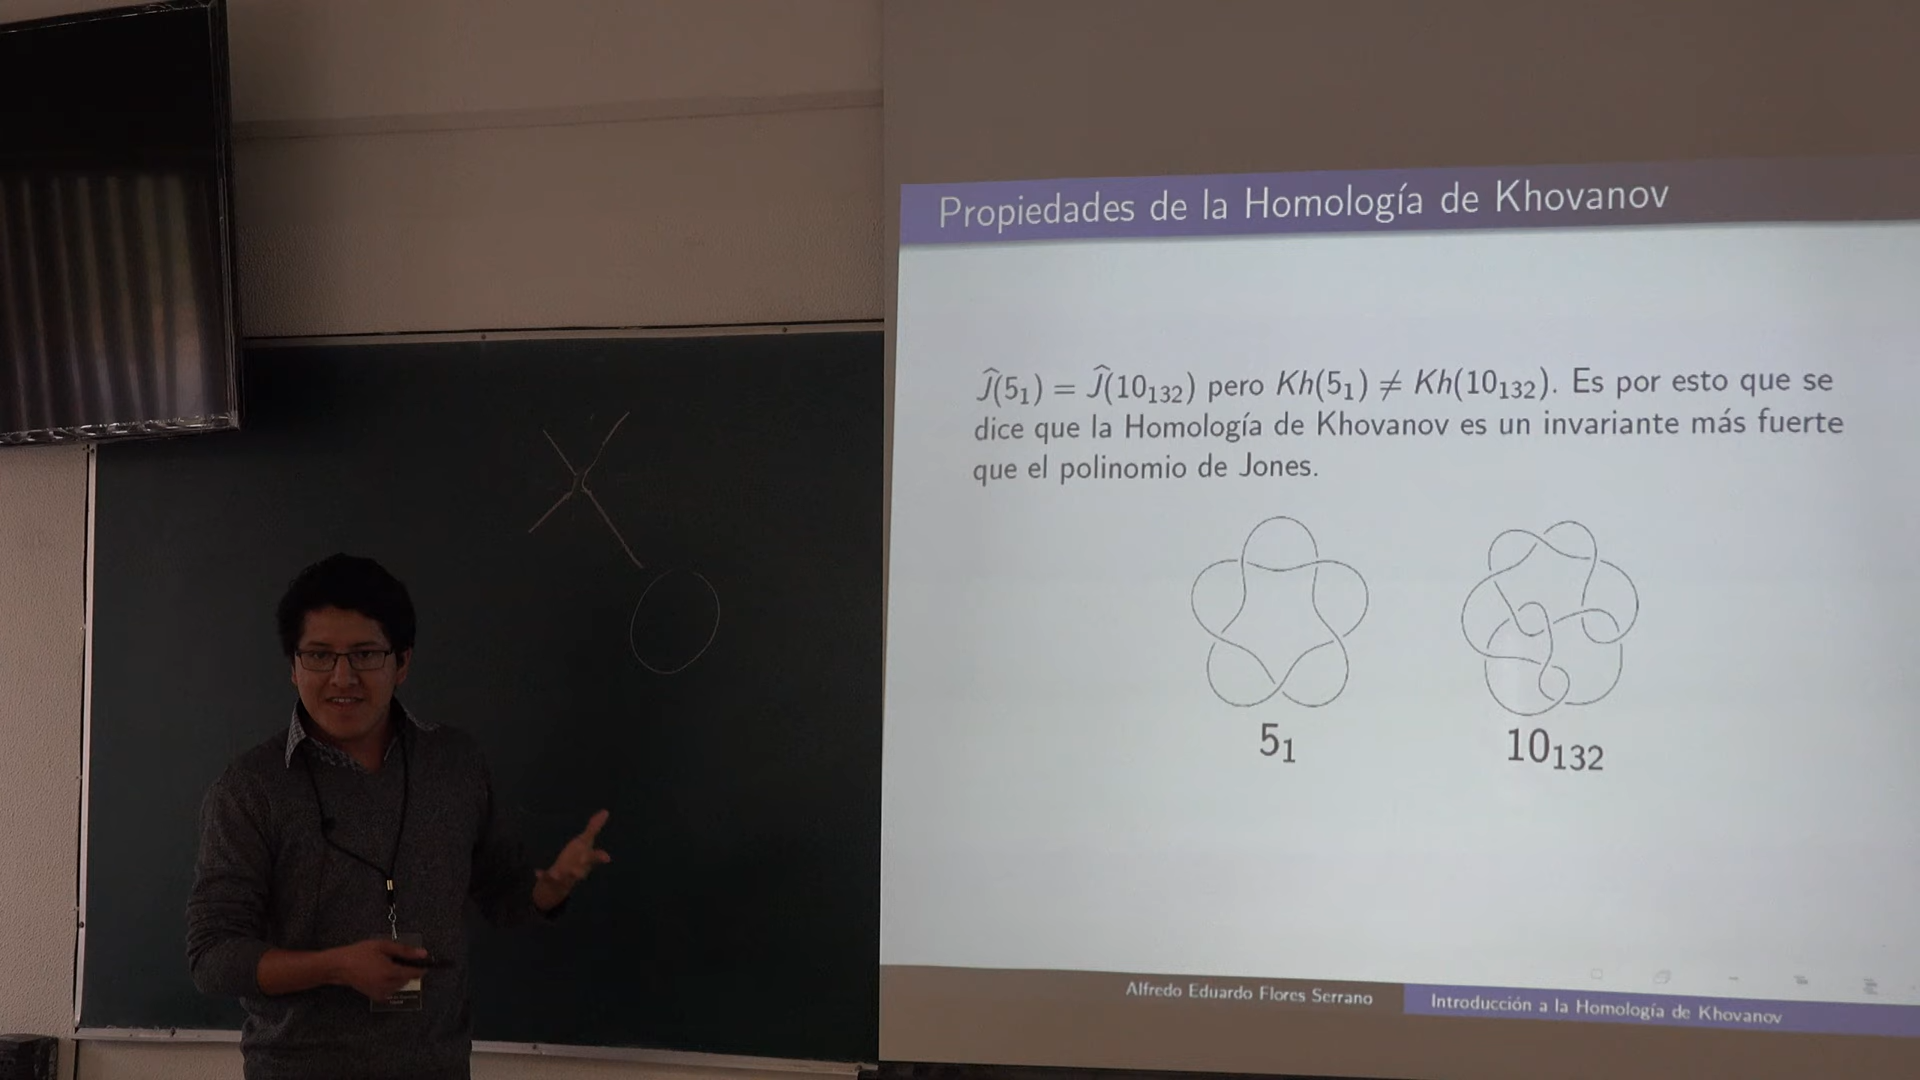 Propiedades de la Homología de Khovanov
Ĵ(5₁) = Ĵ(10₁₃₂) pero Kh(5₁) ≠ Kh(10₁₃₂). Es por esto que se
dice que la Homología de Khovanov es un invariante más fuerte
que el polinomio de Jones.
5₁ 10₁₃₂
Alfredo Eduardo Flores Serrano Introducción a la Homología de Khovanov